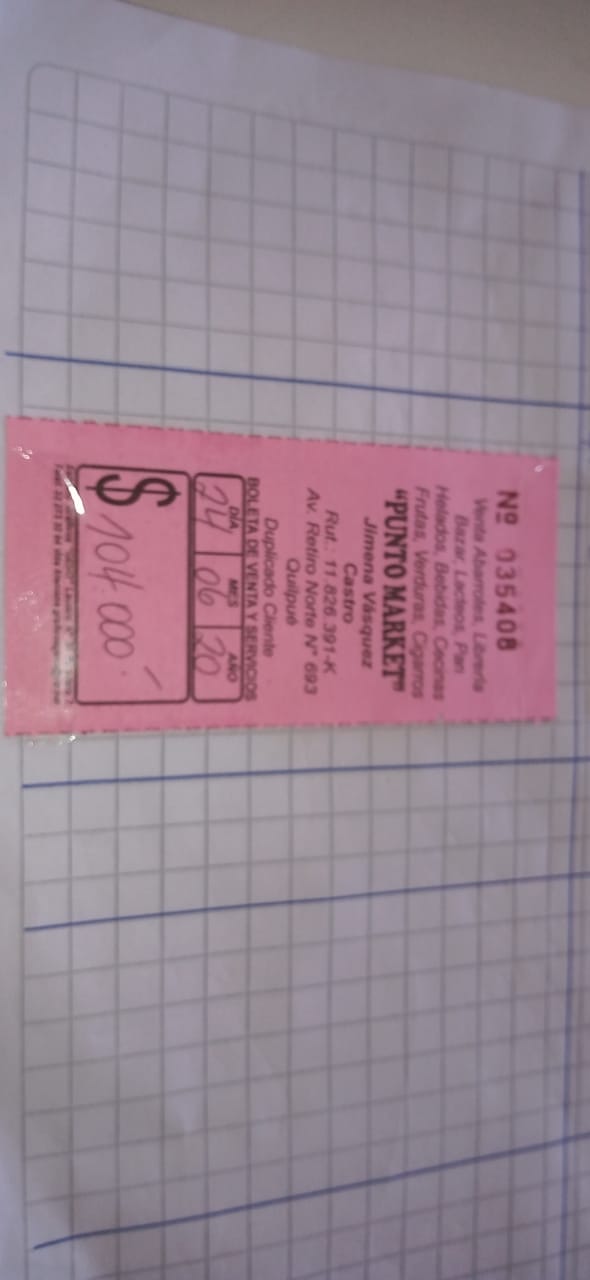 Nº 035408
Venta Abarrotes, Librería
Bazar, Lácteos, Pan
Helados, Bebidas, Cecinas
Frutas, Verduras, Cigarros
"PUNTO MARKET"
Jimena Vásquez
Castro
Rut.: 11.826.391-K
Av. Retiro Norte N° 693
Quilpué
Duplicado Cliente
BOLETA DE VENTA Y SERVICIOS
DIA MES AÑO
24 06 20
$ 104.000